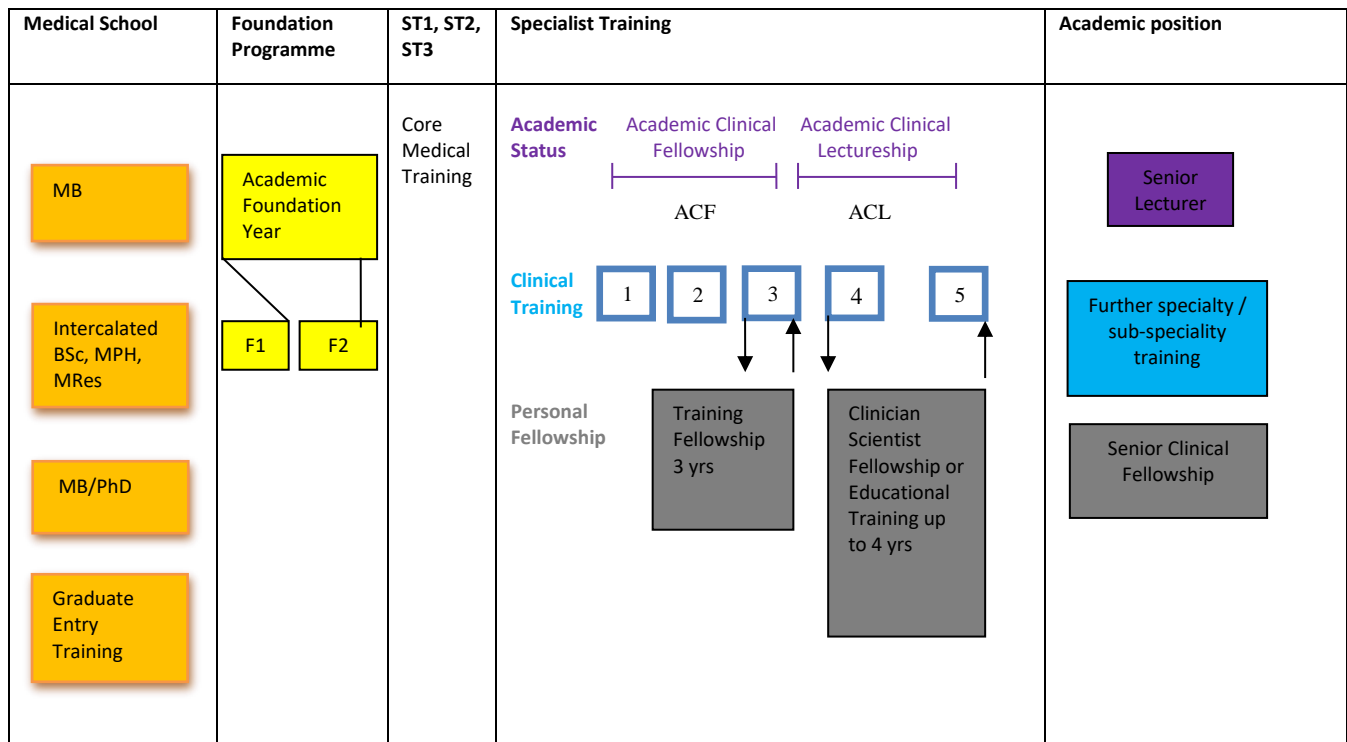 Medical School
Foundation
Programme
ST1, ST2,
ST3
Specialist Training
Academic position
MB
Intercalated
BSc, MPH,
MRes
MB/PhD
Graduate
Entry
Training
Academic
Foundation
Year
F1
F2
Core
Medical
Training
Academic
Status
Academic Clinical
Fellowship
Academic Clinical
Lectureship
ACF
ACL
Clinical
Training
1
2
3
4
5
Personal
Fellowship
Training
Fellowship
3 yrs
Clinician
Scientist
Fellowship or
Educational
Training up
to 4 yrs
Senior
Lecturer
Further specialty /
sub-speciality
training
Senior Clinical
Fellowship